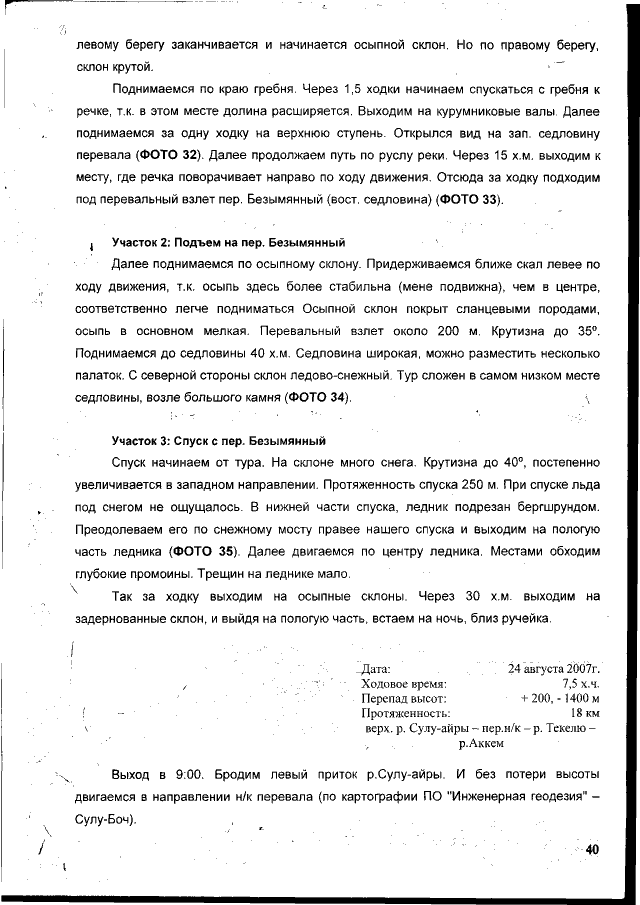 левому берегу заканчивается и начинается осыпной склон. Но по правому берегу,
склон крутой.
Поднимаемся по краю гребня. Через 1,5 ходки начинаем спускаться с гребня к
речке, т.к. в этом месте долина расширяется. Выходим на курумниковые валы. Далее
поднимаемся за одну ходку на верхнюю ступень. Открылся вид на зап. седловину
перевала (ФОТО 32). Далее продолжаем путь по руслу реки. Через 15 х.м. выходим к
месту, где речка поворачивает направо по ходу движения. Отсюда за ходку подходим
под перевальный взлет пер. Безымянный (вост. седловина) (ФОТО 33).
Участок 2: Подъем на пер. Безымянный
Далее поднимаемся по осыпному склону. Придерживаемся ближе скал левее по
ходу движения, т.к. осыпь здесь более стабильна (мене подвижна), чем в центре,
соответственно легче подниматься Осыпной склон покрыт сланцевыми породами,
осыпь в основном мелкая. Перевальный взлет около 200 м. Крутизна до 35º.
Поднимаемся до седловины 40 х.м. Седловина широкая, можно разместить несколько
палаток. С северной стороны склон ледово-снежный. Тур сложен в самом низком месте
седловины, возле большого камня (ФОТО 34).
Участок 3: Спуск с пер. Безымянный
Спуск начинаем от тура. На склоне много снега. Крутизна до 40º, постепенно
увеличивается в западном направлении. Протяженность спуска 250 м. При спуске льда
под снегом не ощущалось. В нижней части спуска, ледник подрезан бергшрундом.
Преодолеваем его по снежному мосту правее нашего спуска и выходим на пологую
часть ледника (ФОТО 35). Далее двигаемся по центру ледника. Местами обходим
глубокие промоины. Трещин на леднике мало.
Так за ходку выходим на осыпные склоны. Через 30 х.м. выходим на
задернованные склон, и выйдя на пологую часть, встаем на ночь, близ ручейка.
Дата: 24 августа 2007г.
Ходовое время: 7,5 х.ч.
Перепад высот: + 200, - 1400 м
Протяженность: 18 км
верх. р. Сулу-айры – пер.н/к – р. Текелю –
р.Аккем
Выход в 9:00. Бродим левый приток р.Сулу-айры. И без потери высоты
двигаемся в направлении н/к перевала (по картографии ПО "Инженерная геодезия" –
Сулу-Боч).
40